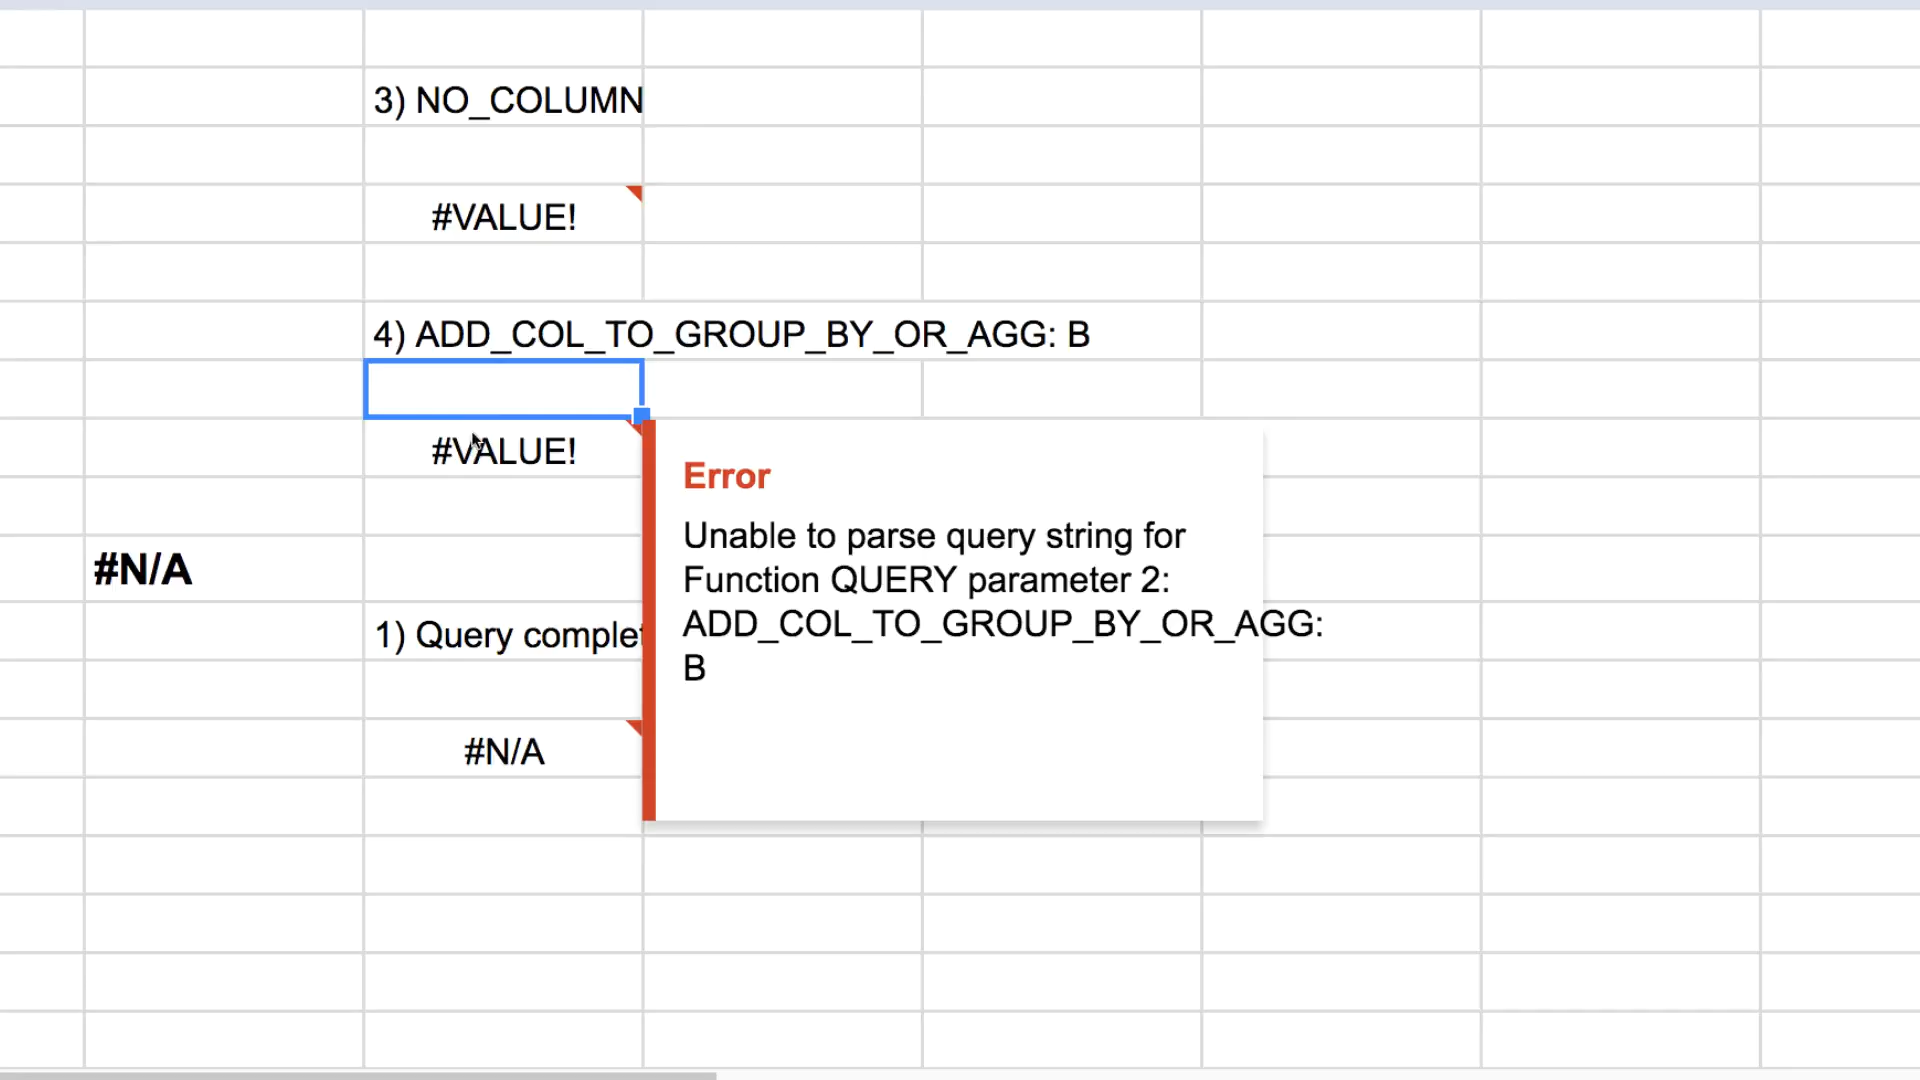 3) NO_COLUMN
#VALUE!
4) ADD_COL_TO_GROUP_BY_OR_AGG: B
#VALUE!
Error
Unable to parse query string for
Function QUERY parameter 2:
ADD_COL_TO_GROUP_BY_OR_AGG:
B
#N/A
1) Query complet
#N/A